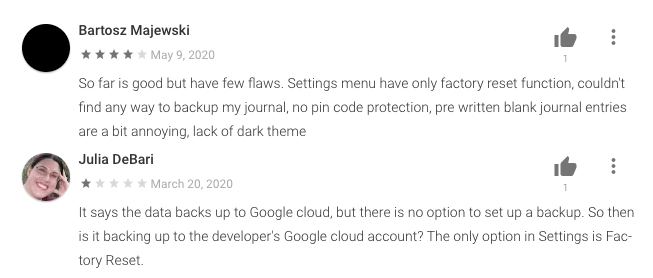 Bartosz Majewski
May 9, 2020
1
So far is good but have few flaws. Settings menu have only factory reset function, couldn't
find any way to backup my journal, no pin code protection, pre written blank journal entries
are a bit annoying, lack of dark theme
Julia DeBari
March 20, 2020
1
It says the data backs up to Google cloud, but there is no option to set up a backup. So then
is it backing up to the developer's Google cloud account? The only option in Settings is Fac-
tory Reset.